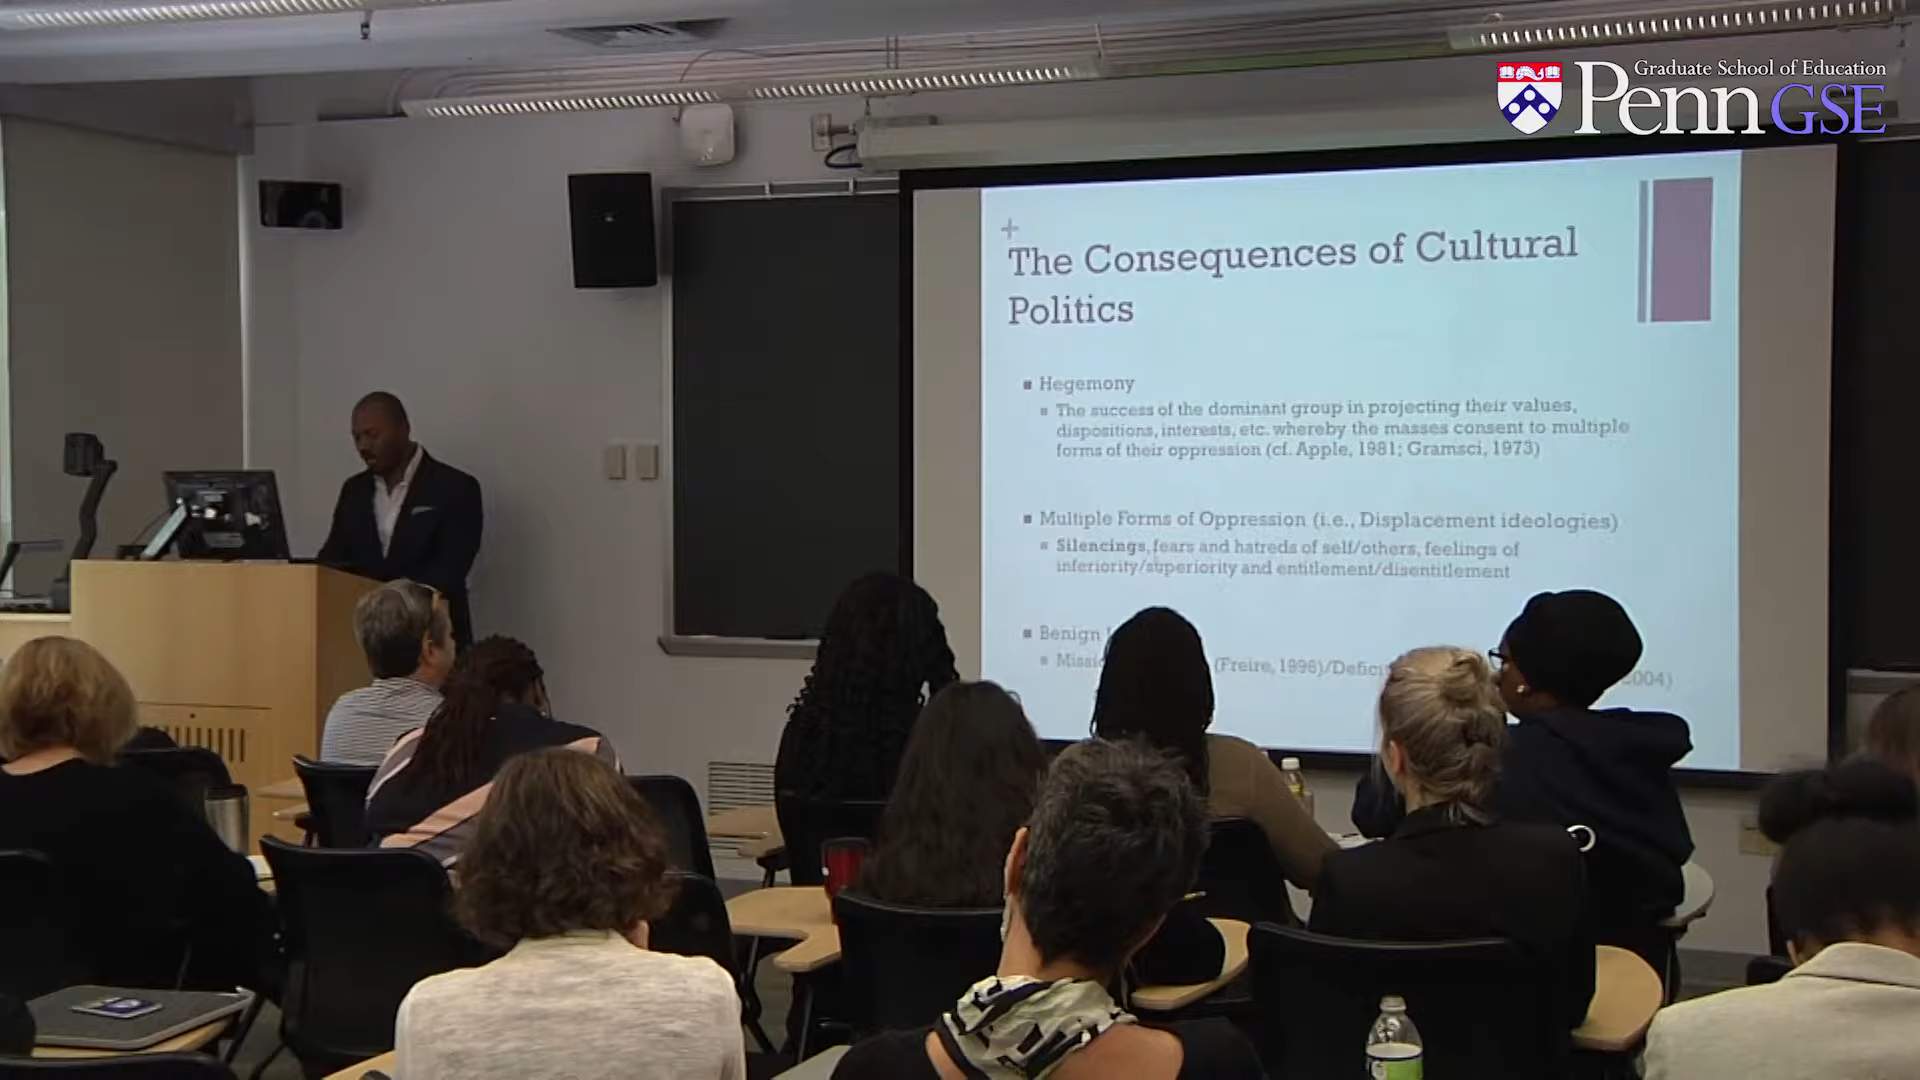 Graduate School of Education
Penn GSE
+
The Consequences of Cultural
Politics
Hegemony
The success of the dominant group in projecting their values,
dispositions, interests, etc. whereby the masses consent to multiple
forms of their oppression (cf. Apple, 1981; Gramsci, 1973)
Multiple Forms of Oppression (i.e., Displacement ideologies)
Silencings, fears and hatreds of self/others, feelings of
inferiority/superiority and entitlement/disentitlement
Benign
(Freire, 1996)/